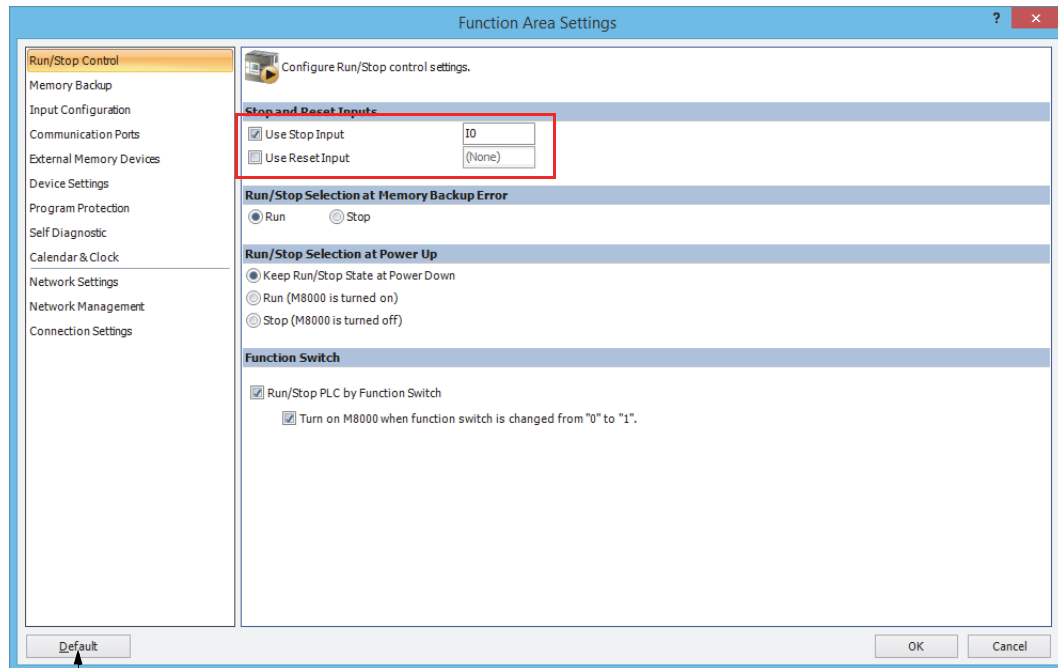 Function Area Settings
?
×
Run/Stop Control
Memory Backup
Input Configuration
Communication Ports
External Memory Devices
Device Settings
Program Protection
Self Diagnostic
Calendar & Clock
Network Settings
Network Management
Connection Settings
Configure Run/Stop control settings.
Stop and Reset Inputs
Use Stop Input I0
Use Reset Input (None)
Run/Stop Selection at Memory Backup Error
Run Stop
Run/Stop Selection at Power Up
Keep Run/Stop State at Power Down
Run (M8000 is turned on)
Stop (M8000 is turned off)
Function Switch
Run/Stop PLC by Function Switch
Turn on M8000 when function switch is changed from "0" to "1".
Default OK Cancel